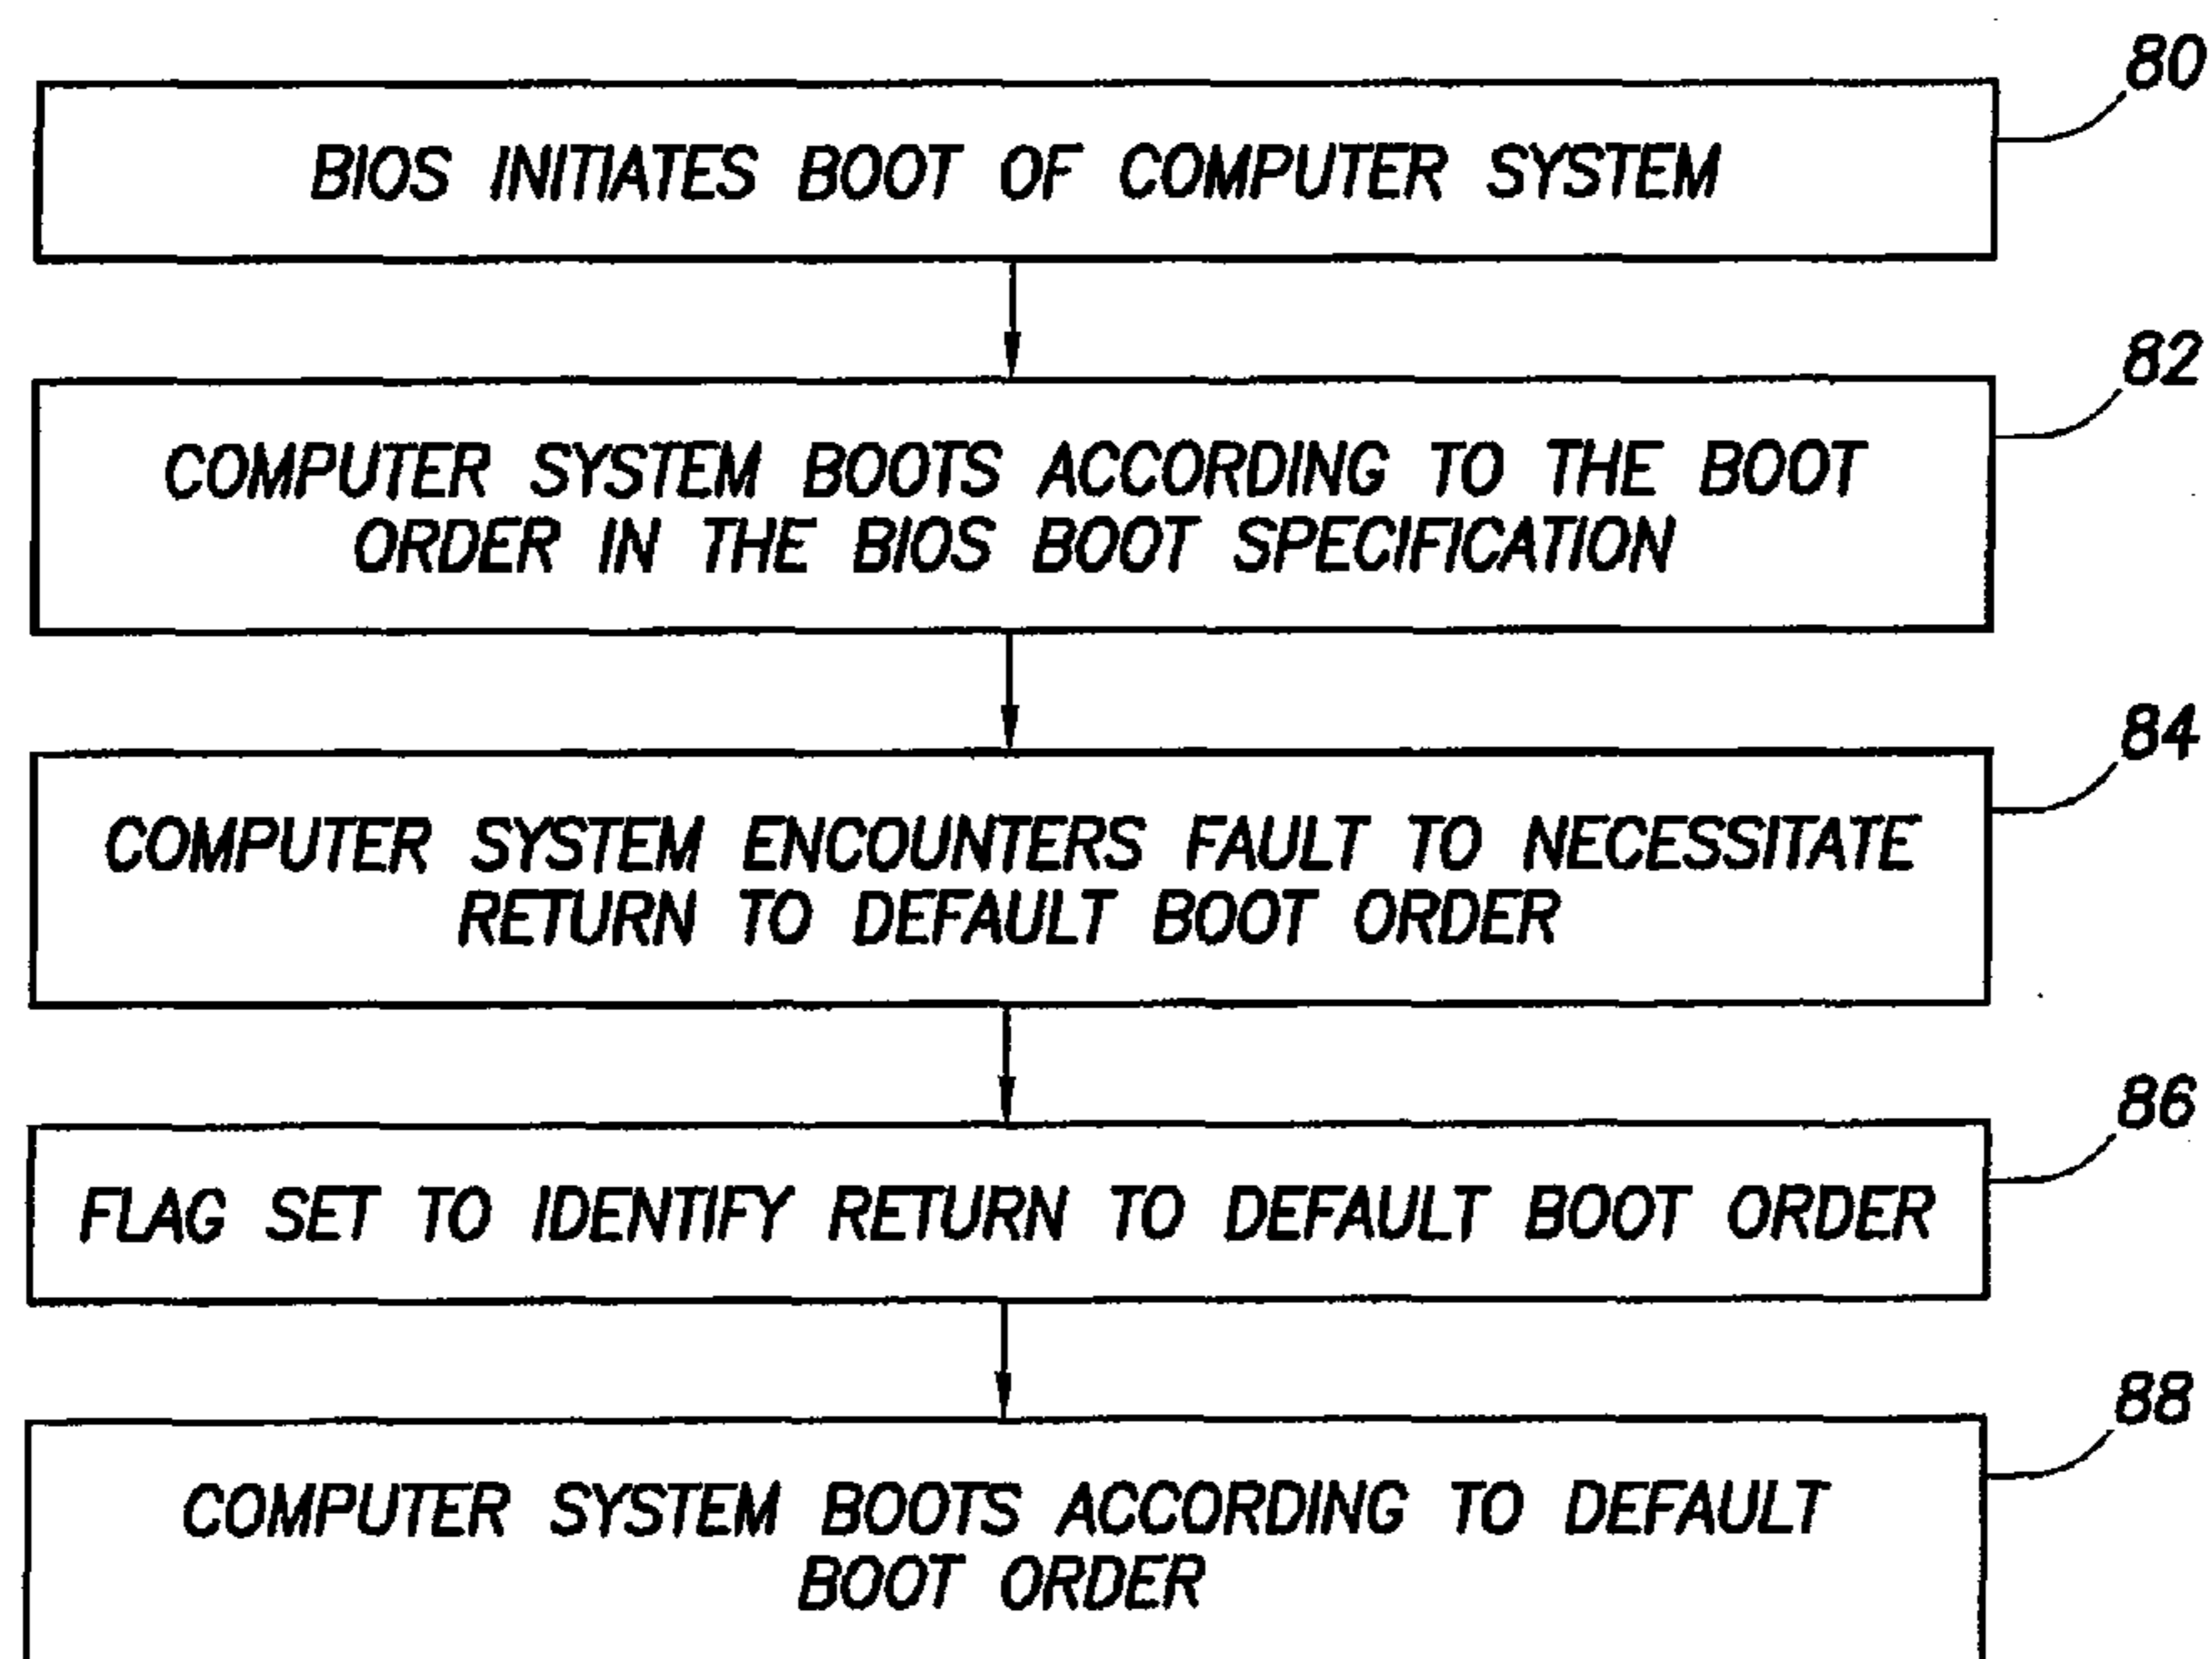 80
BIOS INITIATES BOOT OF COMPUTER SYSTEM
82
COMPUTER SYSTEM BOOTS ACCORDING TO THE BOOT
ORDER IN THE BIOS BOOT SPECIFICATION
84
COMPUTER SYSTEM ENCOUNTERS FAULT TO NECESSITATE
RETURN TO DEFAULT BOOT ORDER
86
FLAG SET TO IDENTIFY RETURN TO DEFAULT BOOT ORDER
88
COMPUTER SYSTEM BOOTS ACCORDING TO DEFAULT
BOOT ORDER